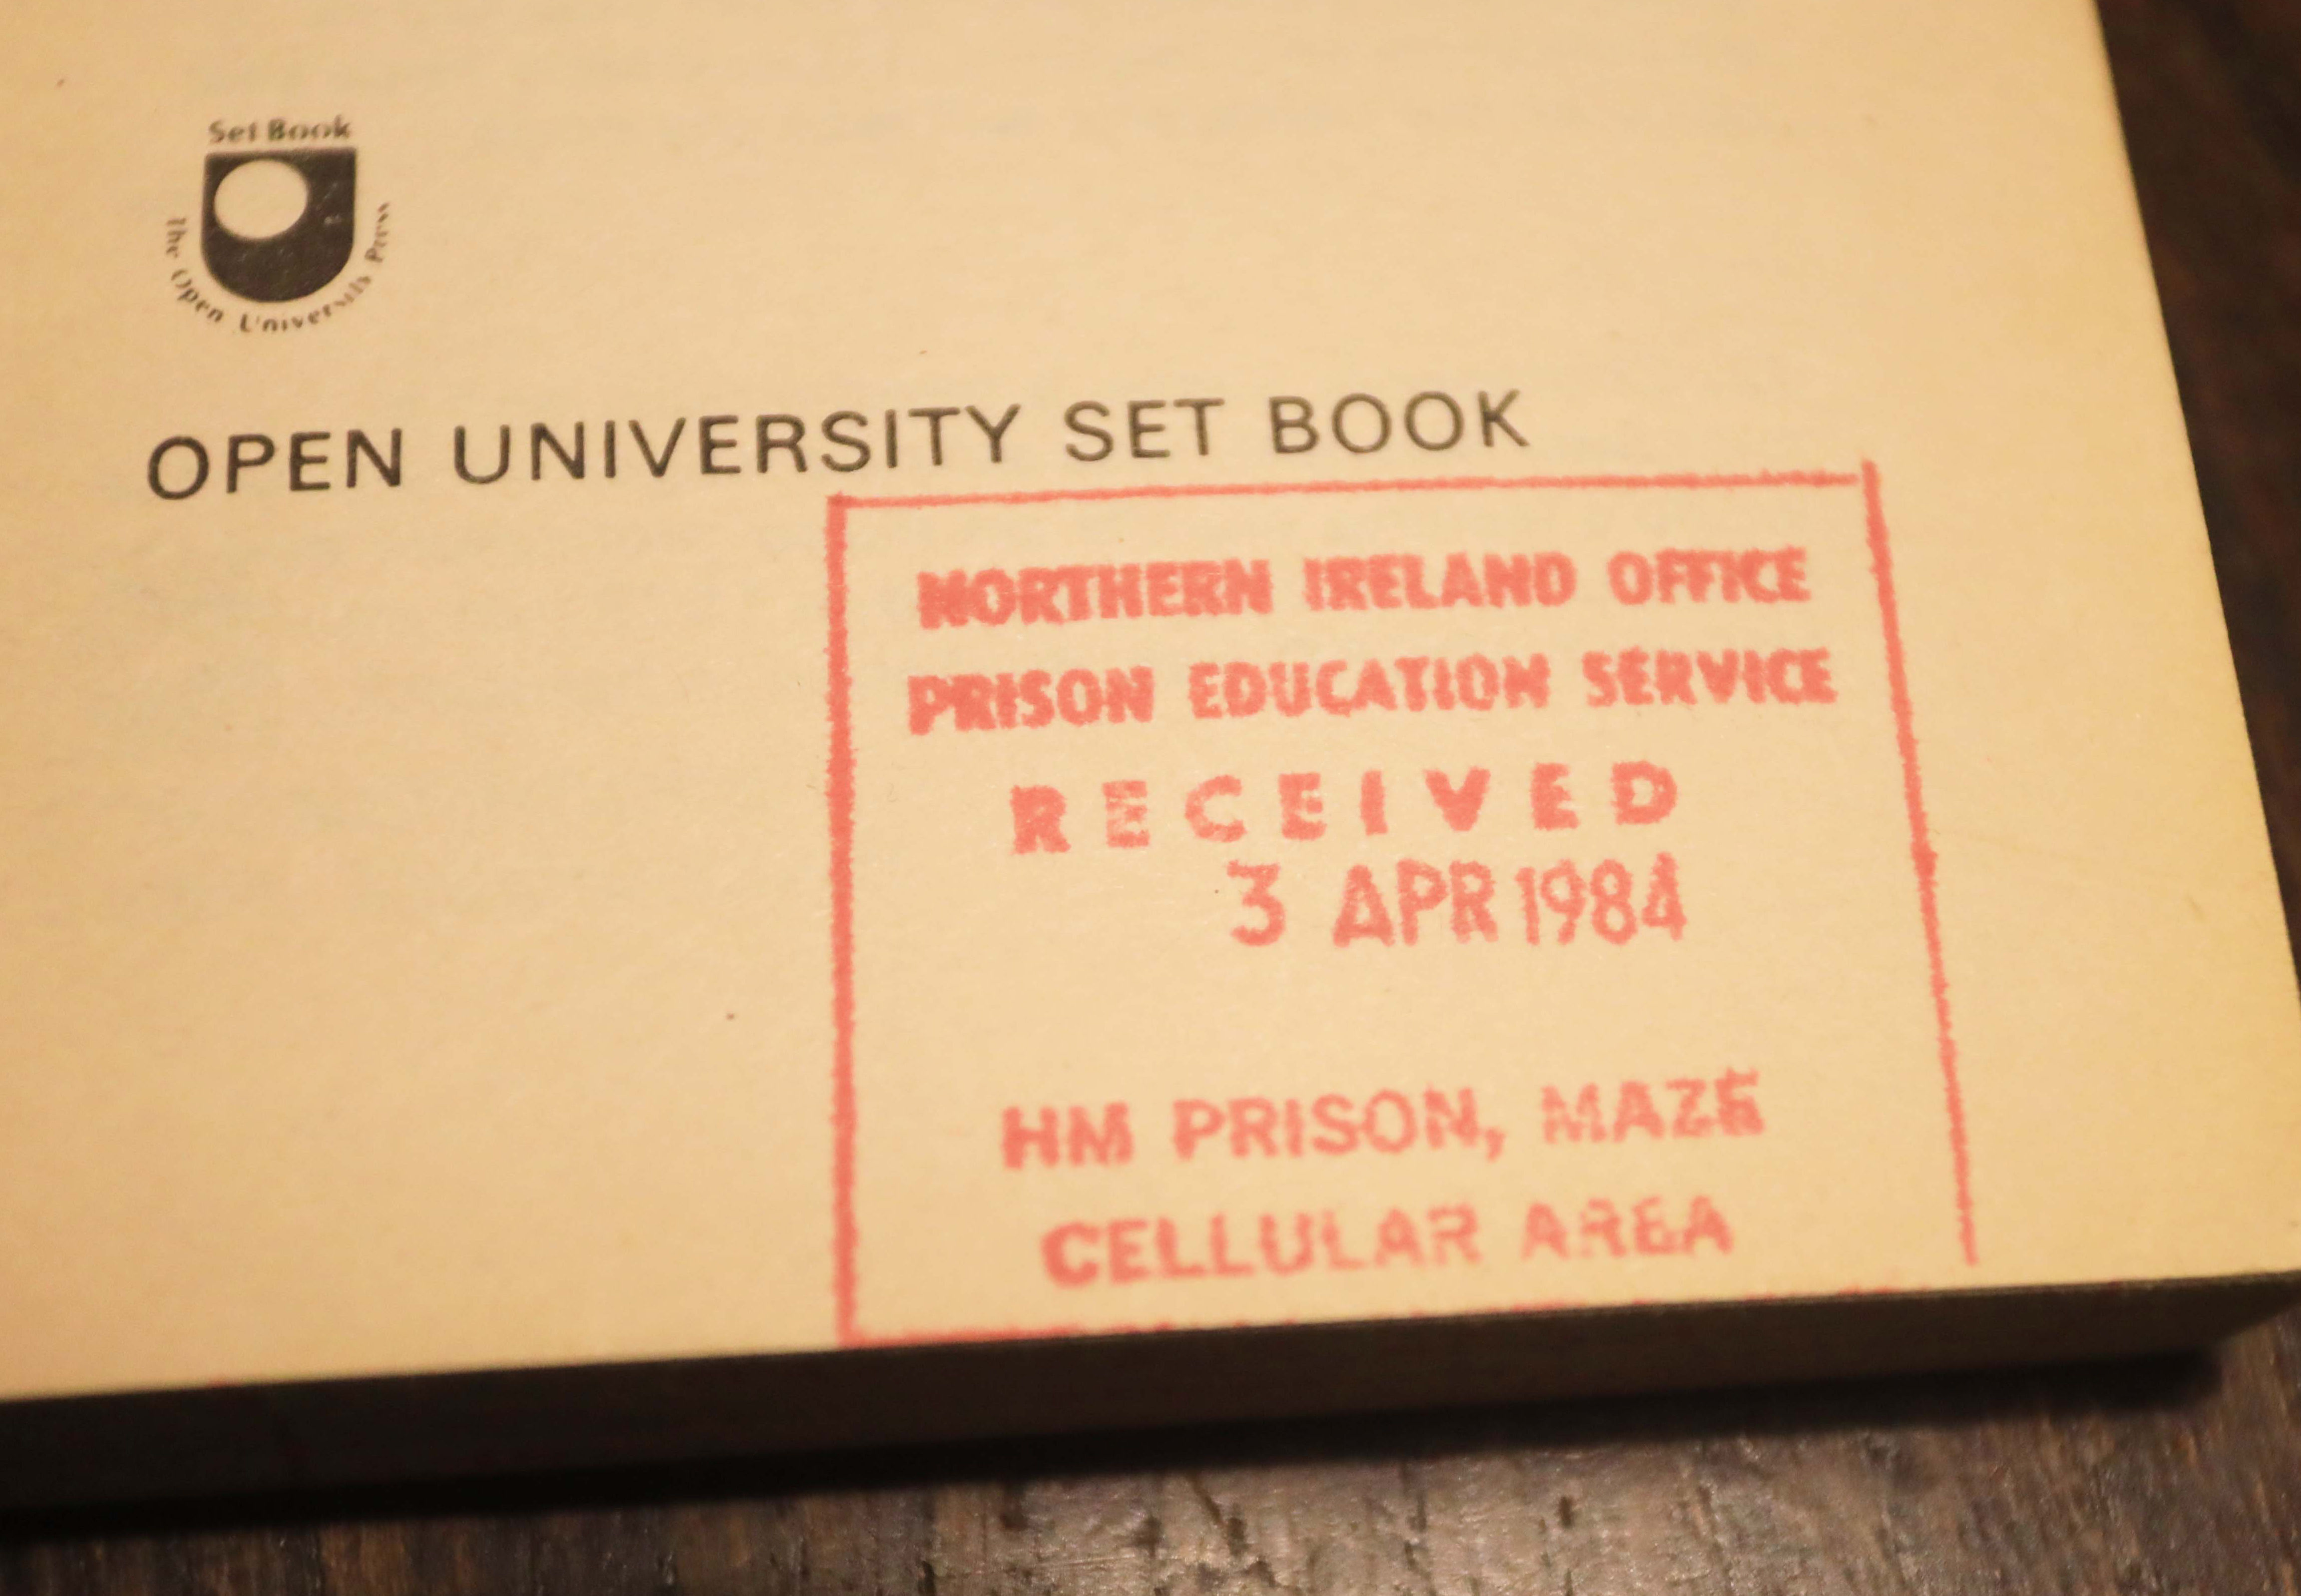 Set Book
The Open University Press
OPEN UNIVERSITY SET BOOK
NORTHERN IRELAND OFFICE
PRISON EDUCATION SERVICE
RECEIVED
3 APR 1984
HM PRISON, MAZE
CELLULAR AREA